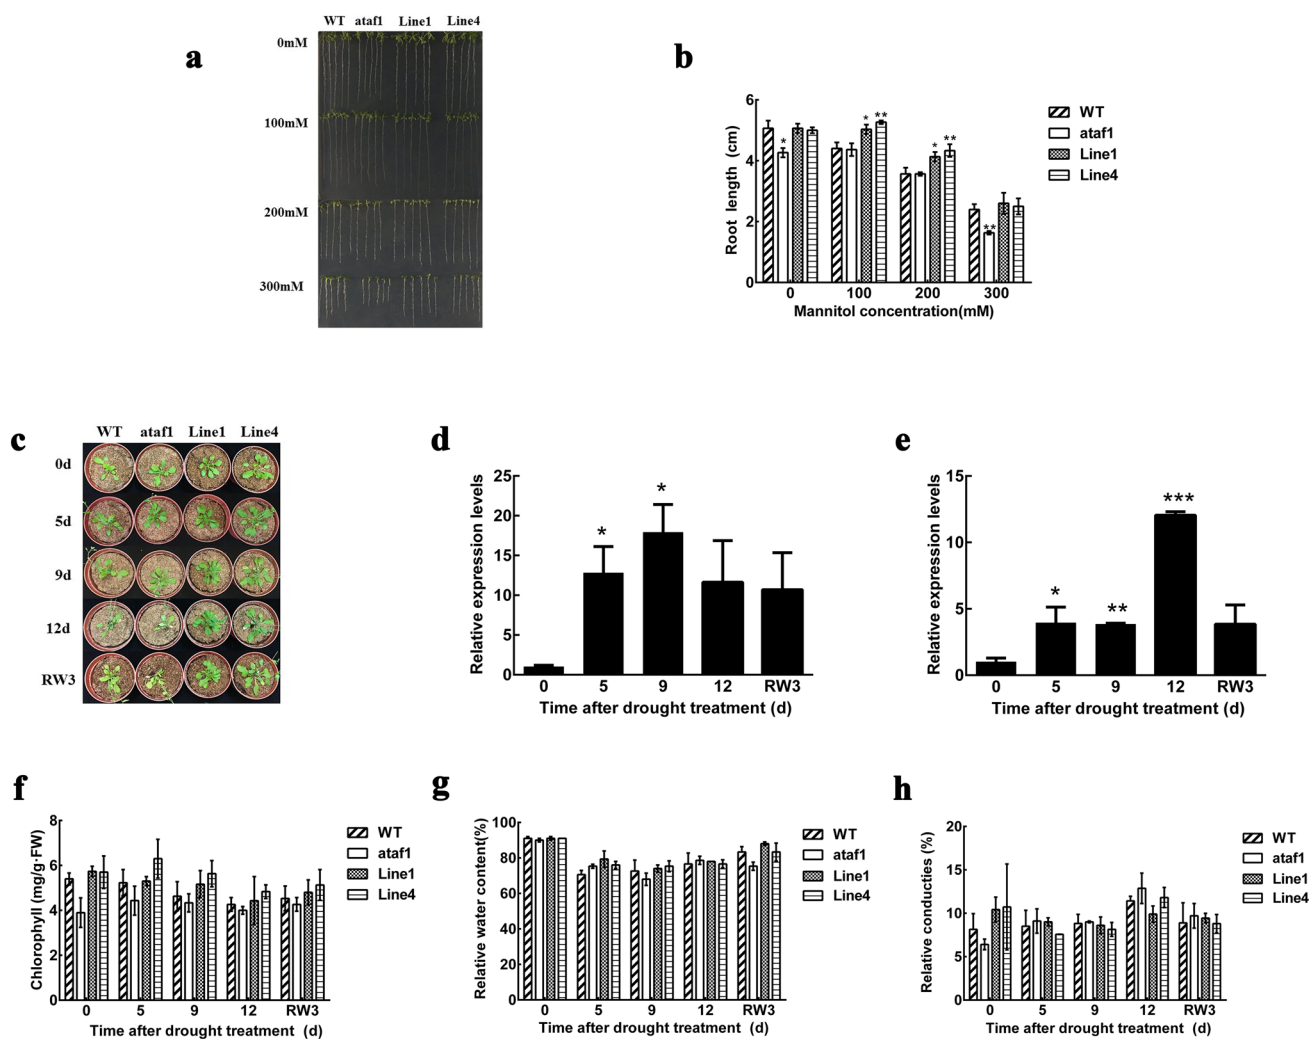 a
WT ataf1 Line1 Line4
0mM
100mM
200mM
300mM
b
6
4
2
0
Root length (cm)
* * ** * ** **
0 100 200 300
Mannitol concentration(mM)
WT
ataf1
Line1
Line4
c
WT ataf1 Line1 Line4
0d
5d
9d
12d
RW3
d
25
20
15
10
5
0
Relative expression levels
* *
0 5 9 12 RW3
Time after drought treatment (d)
e
15
10
5
0
Relative expression levels
* ** ***
0 5 9 12 RW3
Time after drought treatment (d)
f
8
6
4
2
0
Chlorophyll (mg/g·FW)
0 5 9 12 RW3
Time after drought treatment (d)
WT
ataf1
Line1
Line4
g
100
80
60
40
20
0
Relative water content(%)
0 5 9 12 RW3
Time after drought treatment (d)
WT
ataf1
Line1
Line4
h
20
15
10
5
0
Relative conducties (%)
0 5 9 12 RW3
Time after drought treatment (d)
WT
ataf1
Line1
Line4